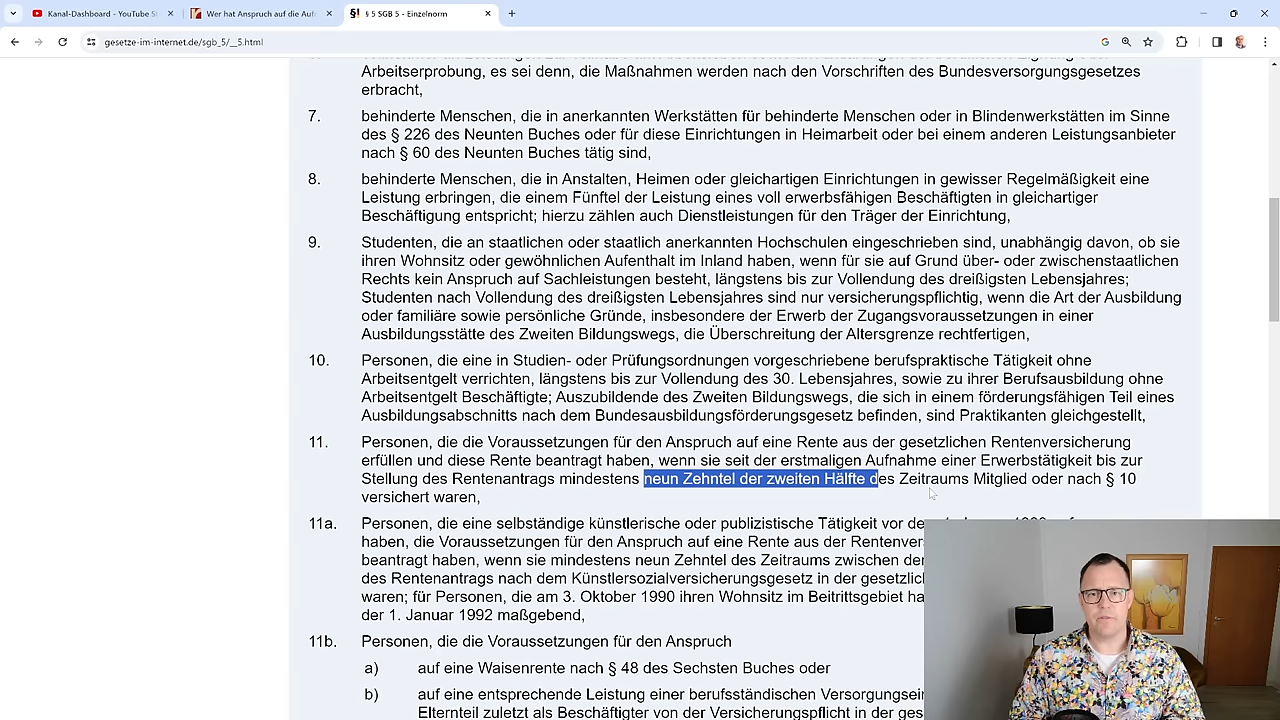 Kanal-Dashboard - YouTube S
Wer hat Anspruch auf die Auf
§ 5 SGB 5 - Einzelnorm
gesetze-im-internet.de/sgb_5/__5.html
Arbeitserprobung, es sei denn, die Maßnahmen werden nach den Vorschriften des Bundesversorgungsgesetzes
erbracht,
7. behinderte Menschen, die in anerkannten Werkstätten für behinderte Menschen oder in Blindenwerkstätten im Sinne
des § 226 des Neunten Buches oder für diese Einrichtungen in Heimarbeit oder bei einem anderen Leistungsanbieter
nach § 60 des Neunten Buches tätig sind,
8. behinderte Menschen, die in Anstalten, Heimen oder gleichartigen Einrichtungen in gewisser Regelmäßigkeit eine
Leistung erbringen, die einem Fünftel der Leistung eines voll erwerbsfähigen Beschäftigten in gleichartiger
Beschäftigung entspricht; hierzu zählen auch Dienstleistungen für den Träger der Einrichtung,
9. Studenten, die an staatlichen oder staatlich anerkannten Hochschulen eingeschrieben sind, unabhängig davon, ob sie
ihren Wohnsitz oder gewöhnlichen Aufenthalt im Inland haben, wenn für sie auf Grund über- oder zwischenstaatlichen
Rechts kein Anspruch auf Sachleistungen besteht, längstens bis zur Vollendung des dreißigsten Lebensjahres;
Studenten nach Vollendung des dreißigsten Lebensjahres sind nur versicherungspflichtig, wenn die Art der Ausbildung
oder familiäre sowie persönliche Gründe, insbesondere der Erwerb der Zugangsvoraussetzungen in einer
Ausbildungsstätte des Zweiten Bildungswegs, die Überschreitung der Altersgrenze rechtfertigen,
10. Personen, die eine in Studien- oder Prüfungsordnungen vorgeschriebene berufspraktische Tätigkeit ohne
Arbeitsentgelt verrichten, längstens bis zur Vollendung des 30. Lebensjahres, sowie zu ihrer Berufsausbildung ohne
Arbeitsentgelt Beschäftigte; Auszubildende des Zweiten Bildungswegs, die sich in einem förderungsfähigen Teil eines
Ausbildungsabschnitts nach dem Bundesausbildungsförderungsgesetz befinden, sind Praktikanten gleichgestellt,
11. Personen, die die Voraussetzungen für den Anspruch auf eine Rente aus der gesetzlichen Rentenversicherung
erfüllen und diese Rente beantragt haben, wenn sie seit der erstmaligen Aufnahme einer Erwerbstätigkeit bis zur
Stellung des Rentenantrags mindestens neun Zehntel der zweiten Hälfte des Zeitraums Mitglied oder nach § 10
versichert waren,
11a. Personen, die eine selbständige künstlerische oder publizistische Tätigkeit vor de
haben, die Voraussetzungen für den Anspruch auf eine Rente aus der Rentenver
beantragt haben, wenn sie mindestens neun Zehntel des Zeitraums zwischen de
des Rentenantrags nach dem Künstlersozialversicherungsgesetz in der gesetzlic
waren; für Personen, die am 3. Oktober 1990 ihren Wohnsitz im Beitrittsgebiet ha
der 1. Januar 1992 maßgebend,
11b. Personen, die die Voraussetzungen für den Anspruch
a) auf eine Waisenrente nach § 48 des Sechsten Buches oder
b) auf eine entsprechende Leistung einer berufsständischen Versorgungsei
Elternteil zuletzt als Beschäftigter von der Versicherungspflicht in der ges